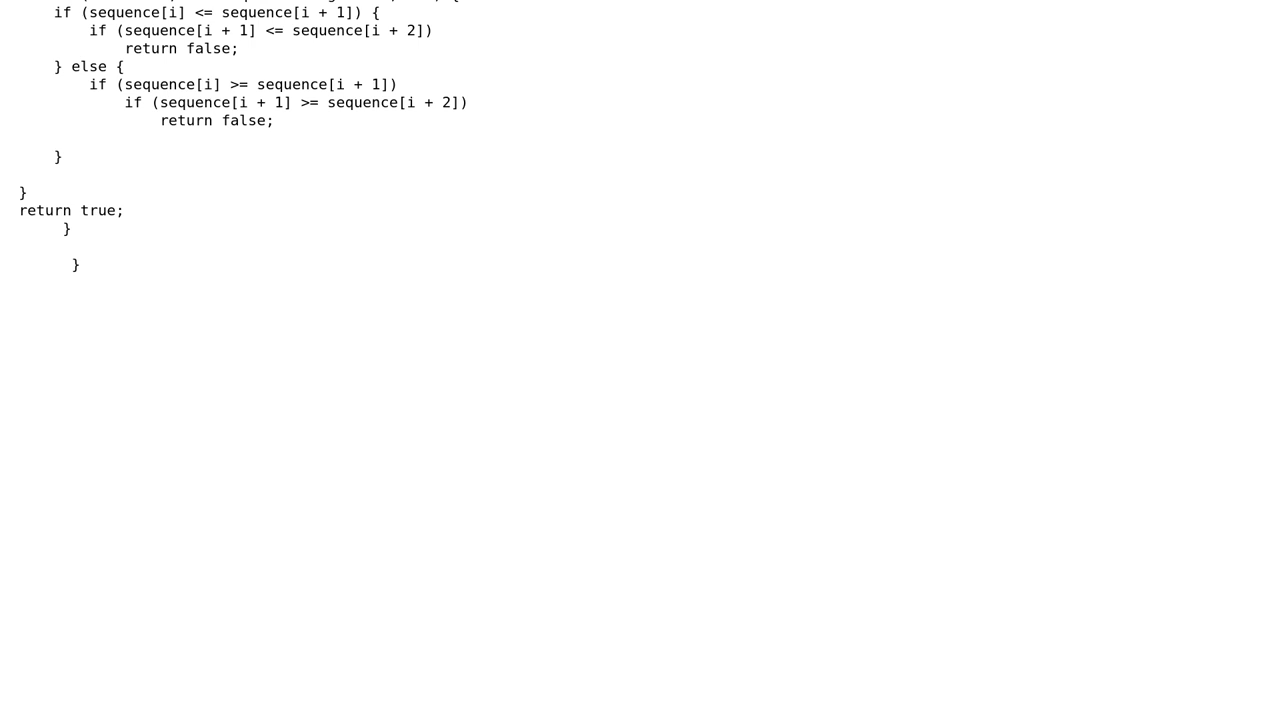 if (sequence[i] <= sequence[i + 1]) {
if (sequence[i + 1] <= sequence[i + 2])
return false;
} else {
if (sequence[i] >= sequence[i + 1])
if (sequence[i + 1] >= sequence[i + 2])
return false;
}
}
return true;
}
}